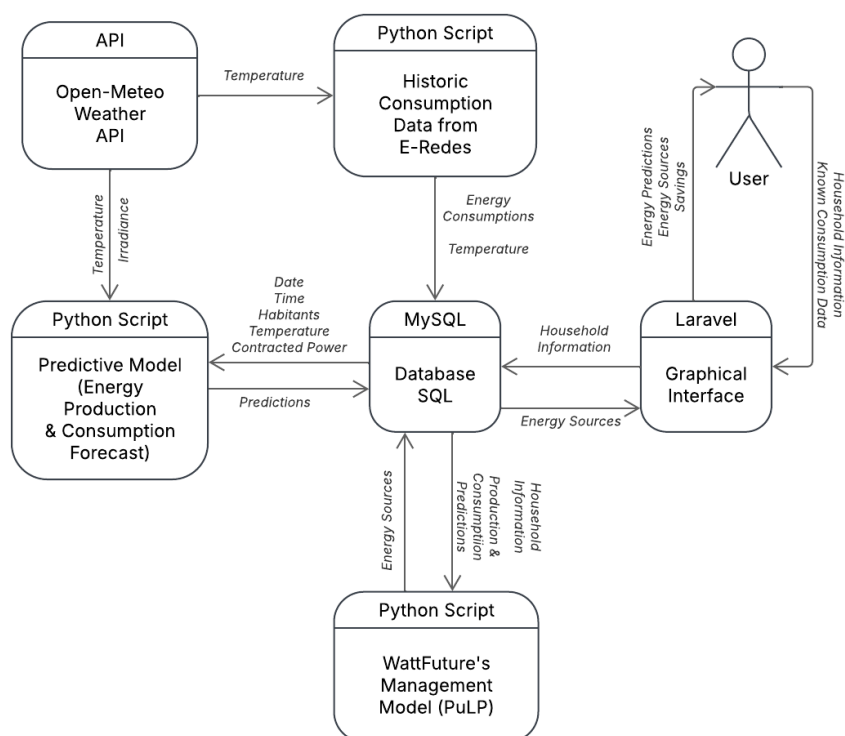 API
Open-Meteo
Weather
API
Temperature
Python Script
Historic
Consumption
Data from
E-Redes
User
Energy Predictions
Energy Sources
Savings
Household Information
Known Consumption Data
Temperature
Irradiance
Energy
Consumptions
Temperature
Python Script
Predictive Model
(Energy
Production
& Consumption
Forecast)
Date
Time
Habitants
Temperature
Contracted Power
Predictions
MySQL
Database
SQL
Household
Information
Energy Sources
Laravel
Graphical
Interface
Energy Sources
Household
Information
Production &
Consumptiion
Predictions
Python Script
WattFuture's
Management
Model (PuLP)